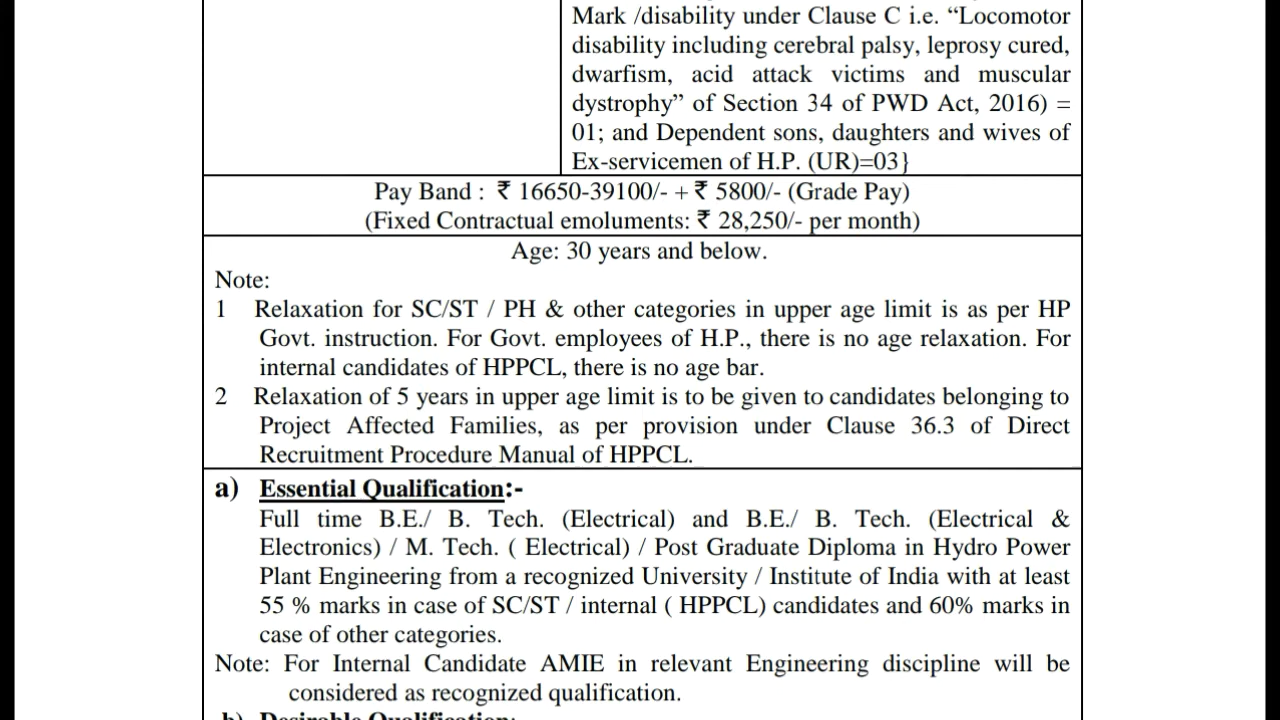 Mark /disability under Clause C i.e. “Locomotor
disability including cerebral palsy, leprosy cured,
dwarfism, acid attack victims and muscular
dystrophy” of Section 34 of PWD Act, 2016) =
01; and Dependent sons, daughters and wives of
Ex-servicemen of H.P. (UR)=03}
Pay Band : ₹ 16650-39100/- + ₹ 5800/- (Grade Pay)
(Fixed Contractual emoluments: ₹ 28,250/- per month)
Age: 30 years and below.
Note:
1 Relaxation for SC/ST / PH & other categories in upper age limit is as per HP
Govt. instruction. For Govt. employees of H.P., there is no age relaxation. For
internal candidates of HPPCL, there is no age bar.
2 Relaxation of 5 years in upper age limit is to be given to candidates belonging to
Project Affected Families, as per provision under Clause 36.3 of Direct
Recruitment Procedure Manual of HPPCL.
a) Essential Qualification:-
Full time B.E./ B. Tech. (Electrical) and B.E./ B. Tech. (Electrical &
Electronics) / M. Tech. ( Electrical) / Post Graduate Diploma in Hydro Power
Plant Engineering from a recognized University / Institute of India with at least
55 % marks in case of SC/ST / internal ( HPPCL) candidates and 60% marks in
case of other categories.
Note: For Internal Candidate AMIE in relevant Engineering discipline will be
considered as recognized qualification.
b) Desirable Qualification: